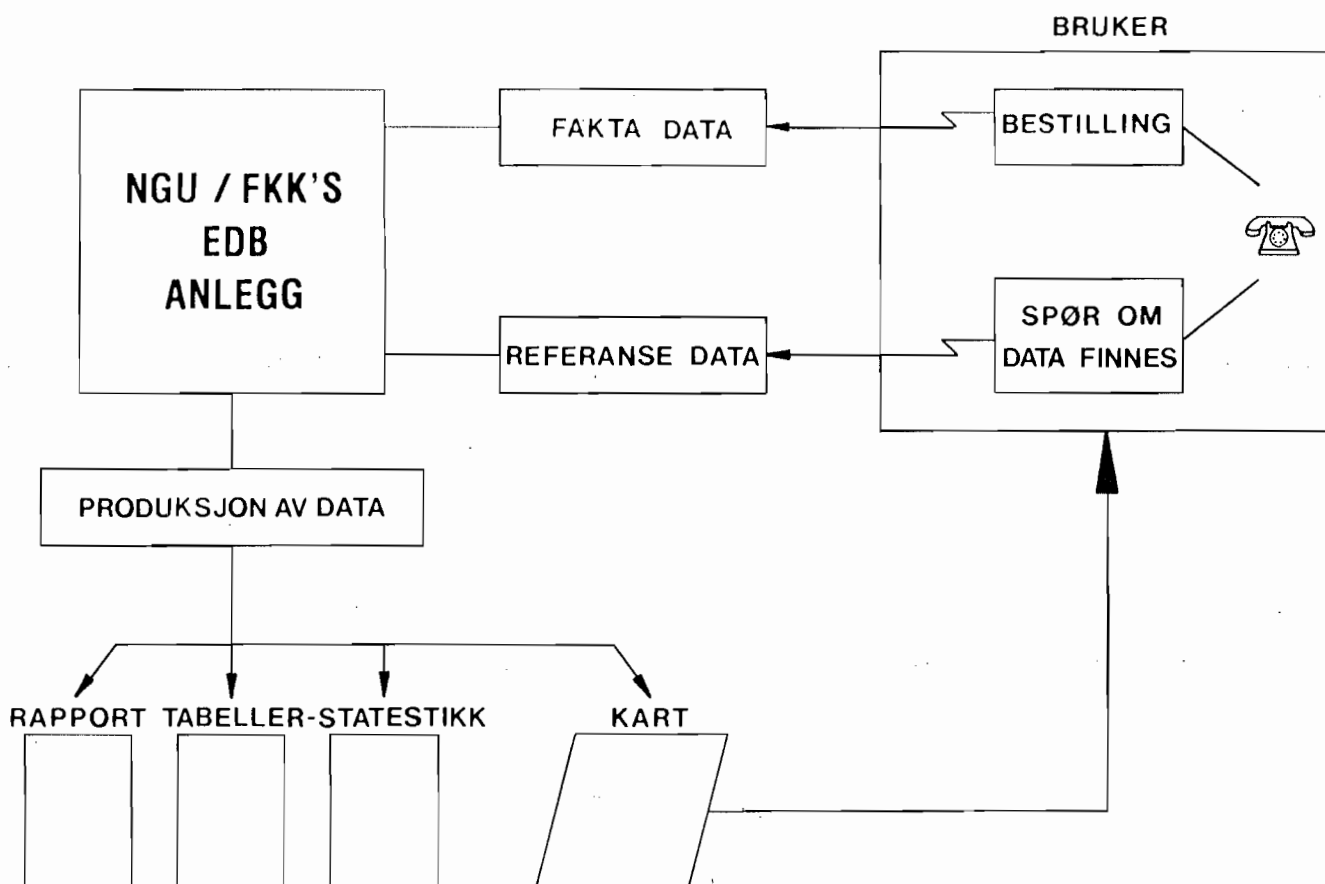 BRUKER
NGU / FKK'S
EDB
ANLEGG
FAKTA DATA
BESTILLING
REFERANSE DATA
SPØR OM
DATA FINNES
PRODUKSJON AV DATA
RAPPORT TABELLER-STATESTIKK KART